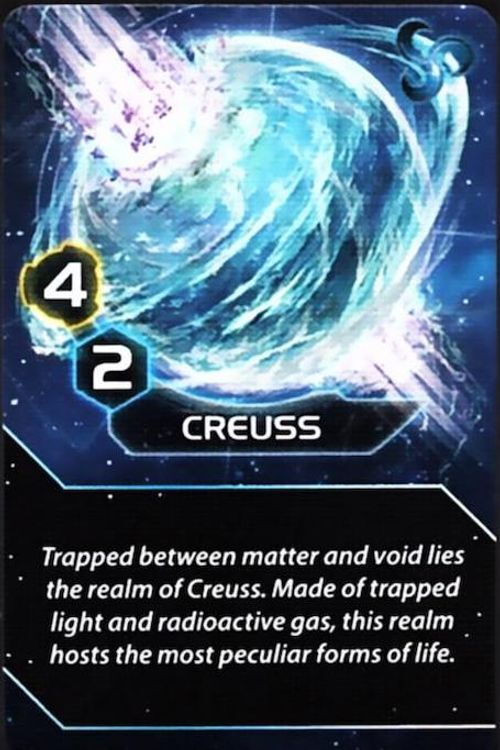 4
2
CREUSS
Trapped between matter and void lies
the realm of Creuss. Made of trapped
light and radioactive gas, this realm
hosts the most peculiar forms of life.